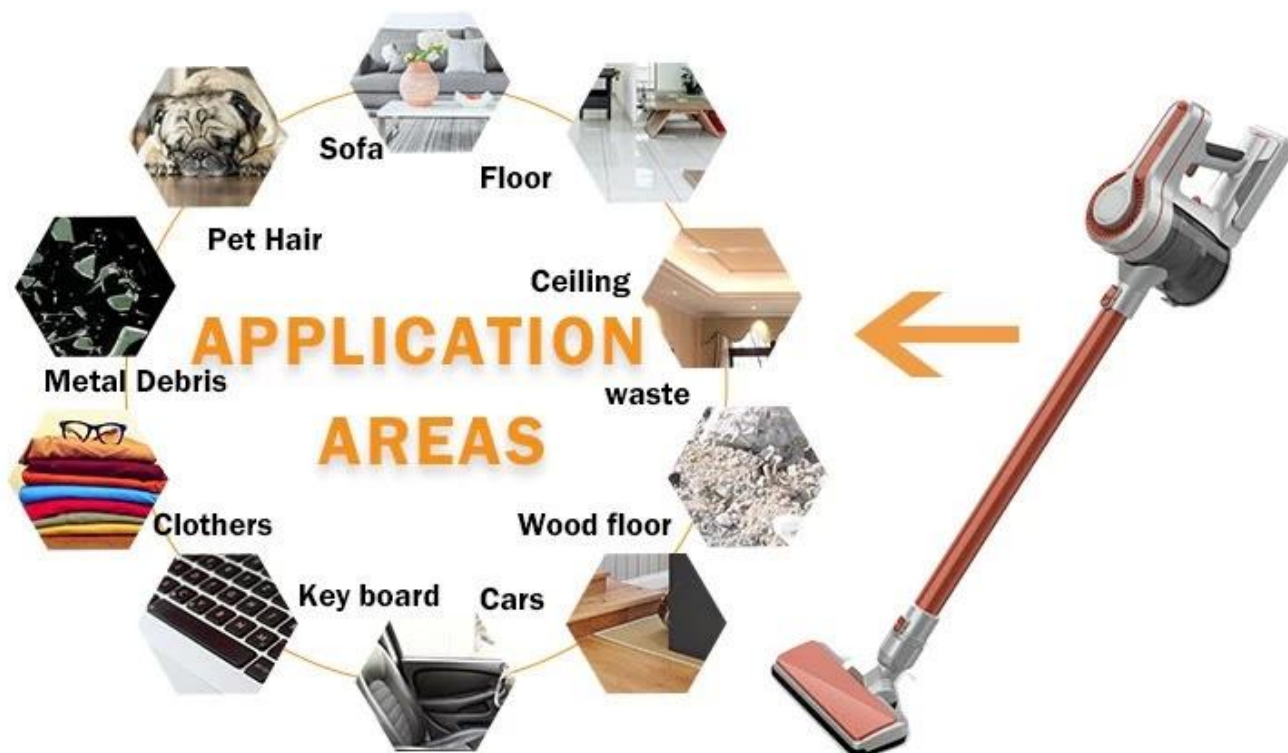 Sofa
Floor
Pet Hair
Ceiling
APPLICATION
AREAS
Metal Debris
waste
Clothers
Wood floor
Key board
Cars